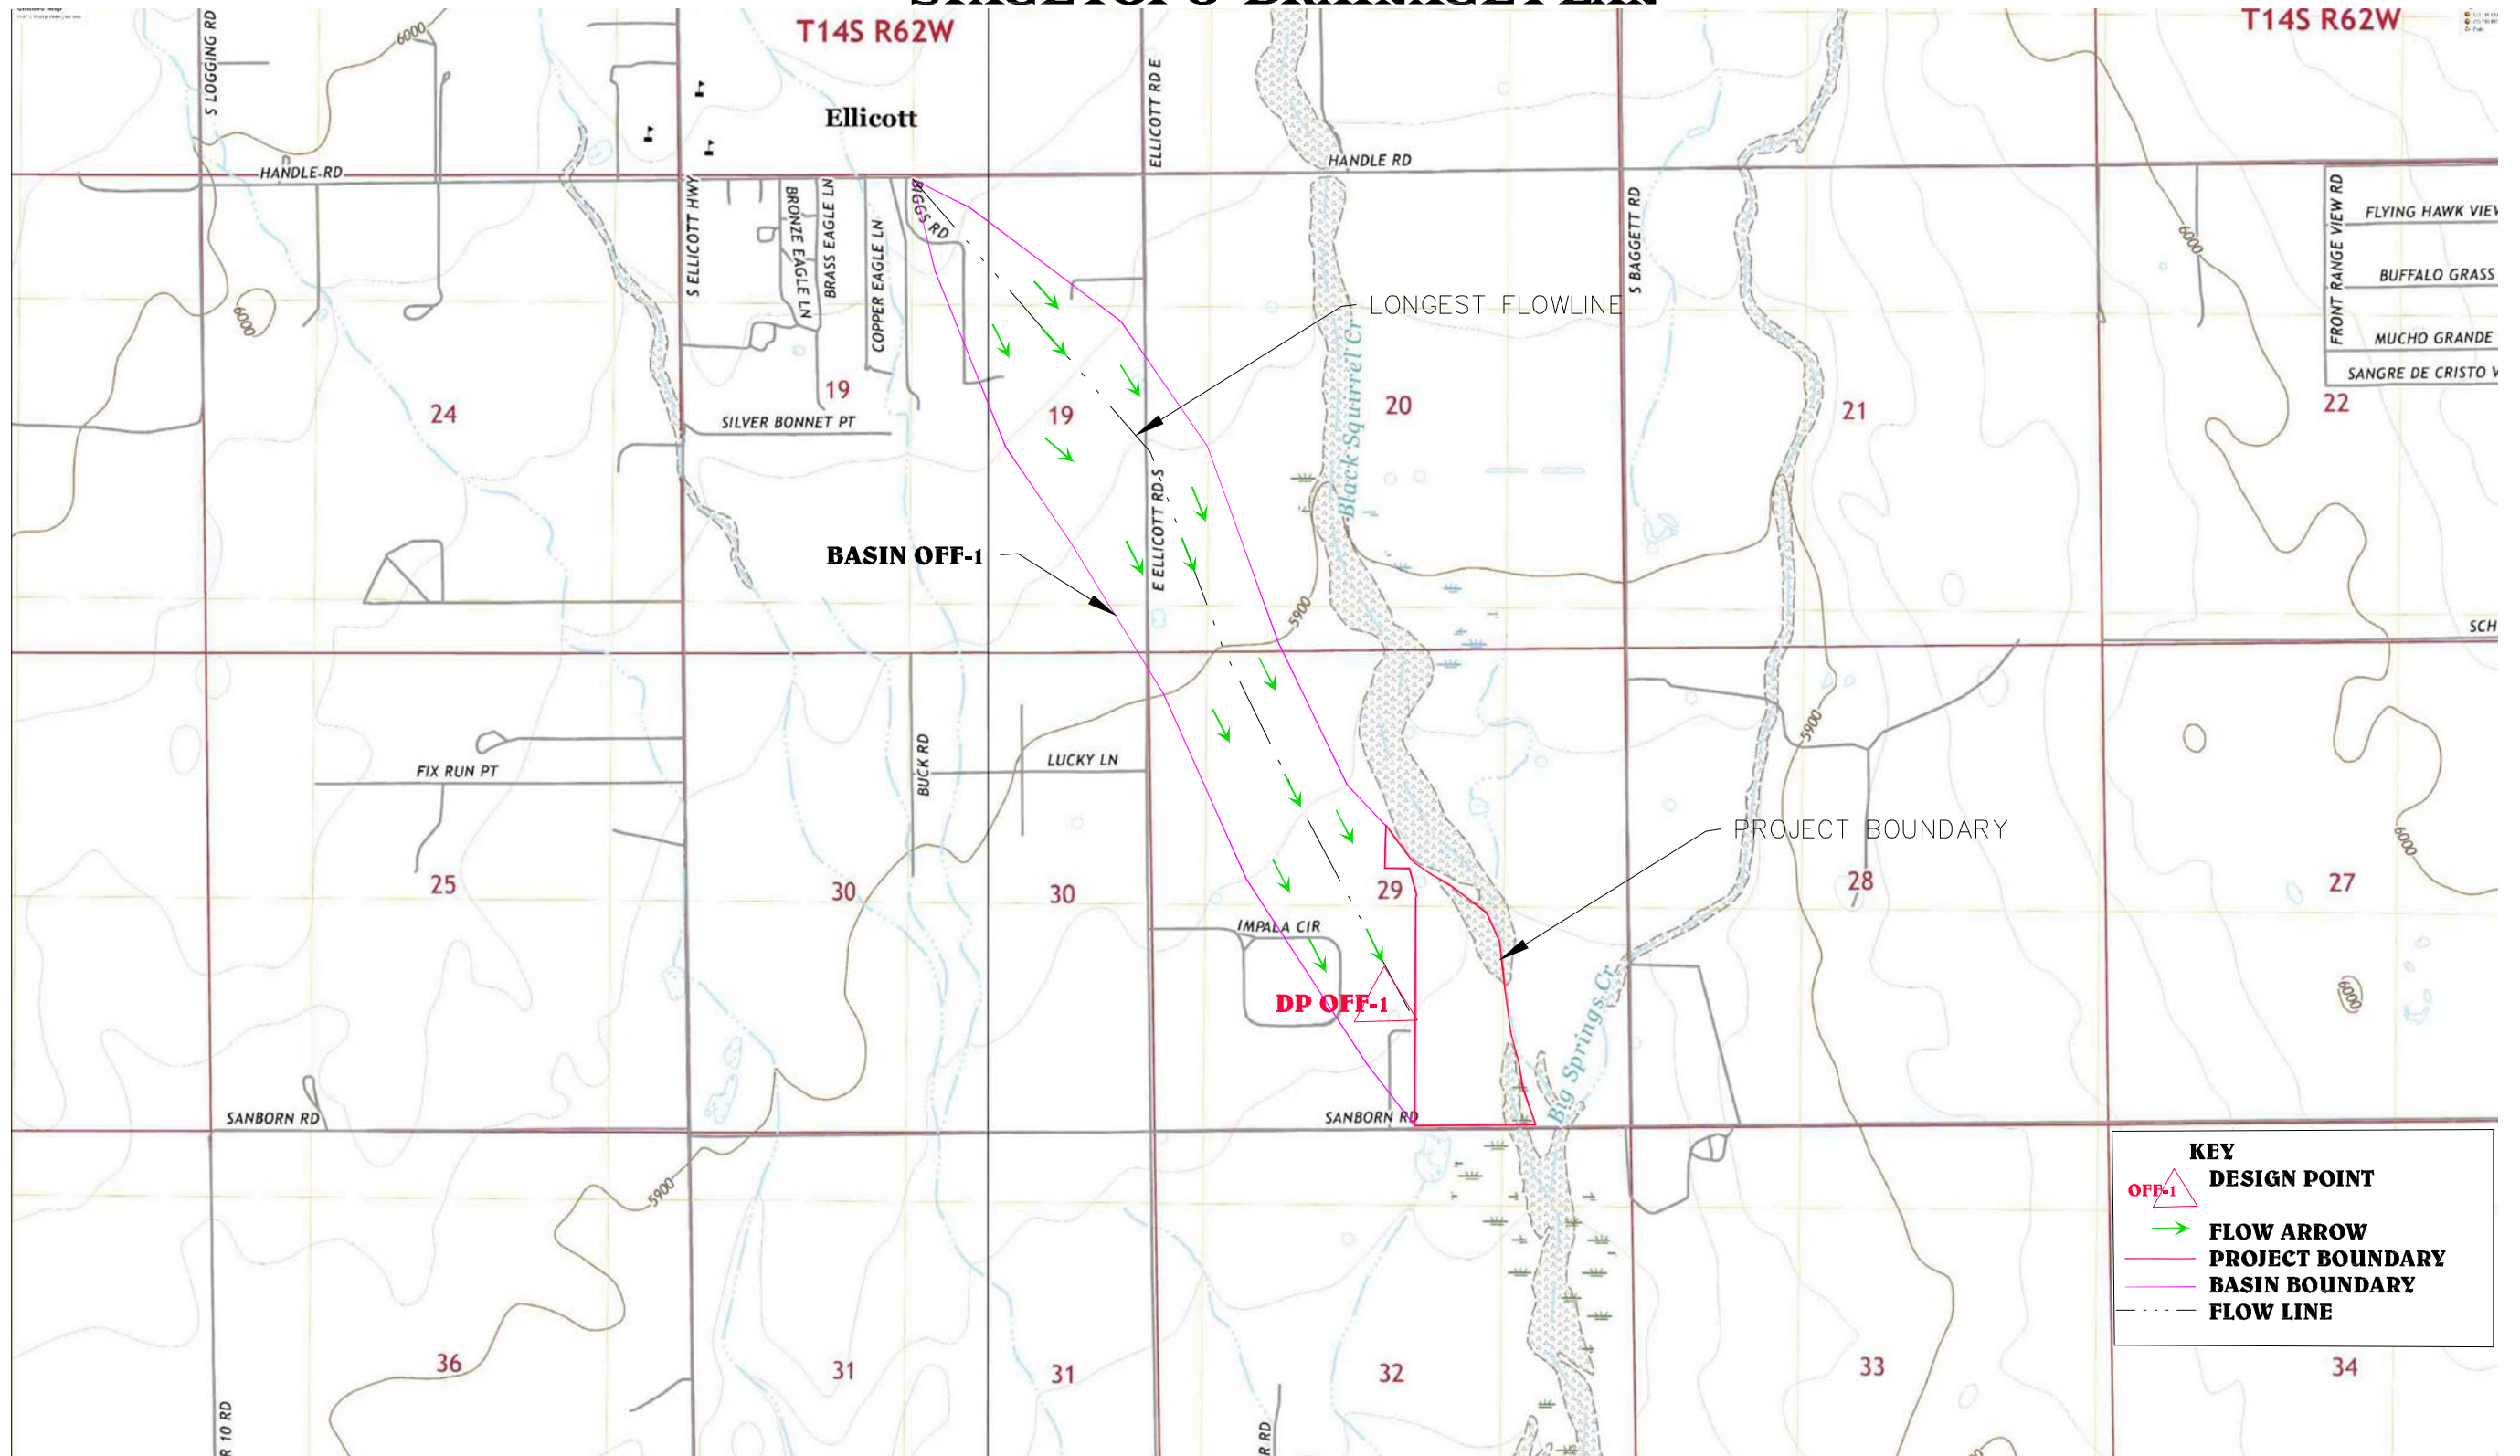 T14S R62W
T14S R62W
S LOGGING RD
6000
Ellicott
ELLICOTT RD E
HANDLE RD
HANDLE RD
S ELLICOTT HWY
BRONZE EAGLE LN
BRASS EAGLE LN
COPPER EAGLE LN
BIGGS RD
S BAGGETT RD
FRONT RANGE VIEW RD
FLYING HAWK VIEW
6000
BUFFALO GRASS
6000
LONGEST FLOWLINE
MUCHO GRANDE
SANGRE DE CRISTO V
Black Squirrel Cr
24
19
SILVER BONNET PT
19
20
21
22
E ELLICOTT RD S
BASIN OFF-1
5900
SCH
5900
BUCK RD
LUCKY LN
FIX RUN PT
PROJECT BOUNDARY
6000
25
30
30
29
28
27
IMPALA CIR
DP OFF-1
6000
Big Springs Cr
SANBORN RD
SANBORN RD
5900
KEY
OFF-1
DESIGN POINT
FLOW ARROW
PROJECT BOUNDARY
BASIN BOUNDARY
FLOW LINE
36
31
31
32
33
34
R 10 RD
R RD